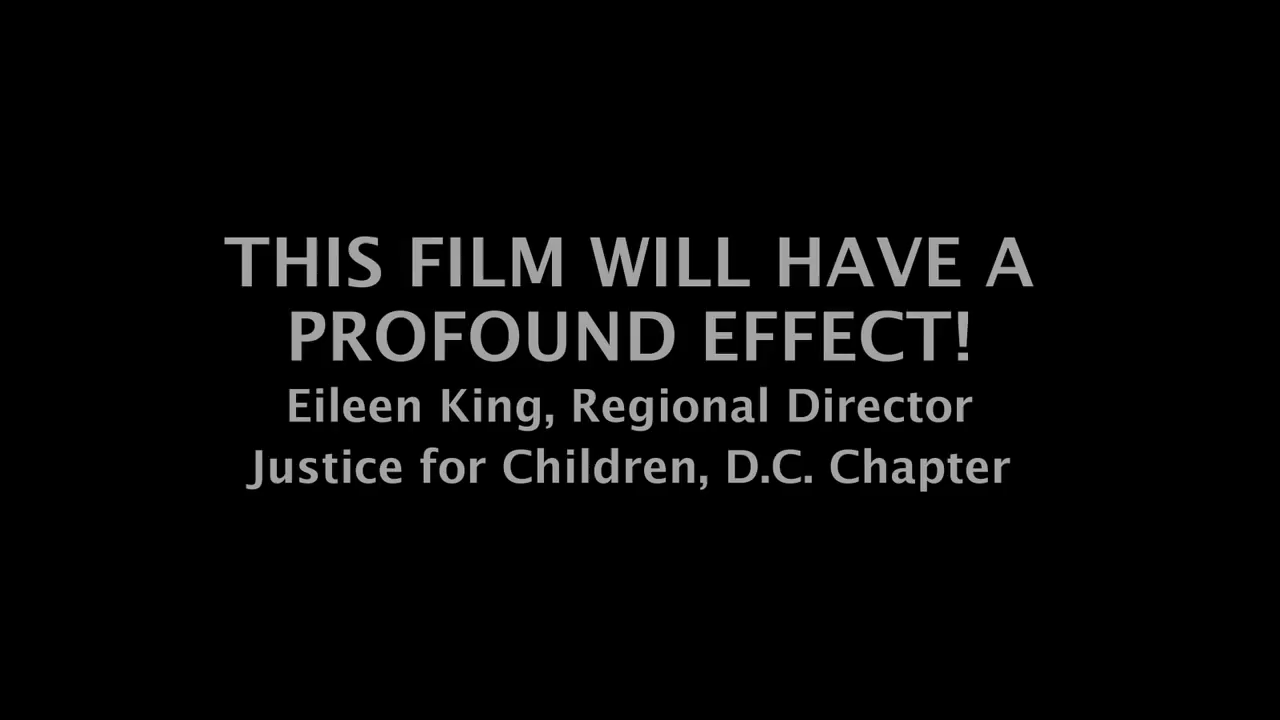 THIS FILM WILL HAVE A
PROFOUND EFFECT!
Eileen King, Regional Director
Justice for Children, D.C. Chapter